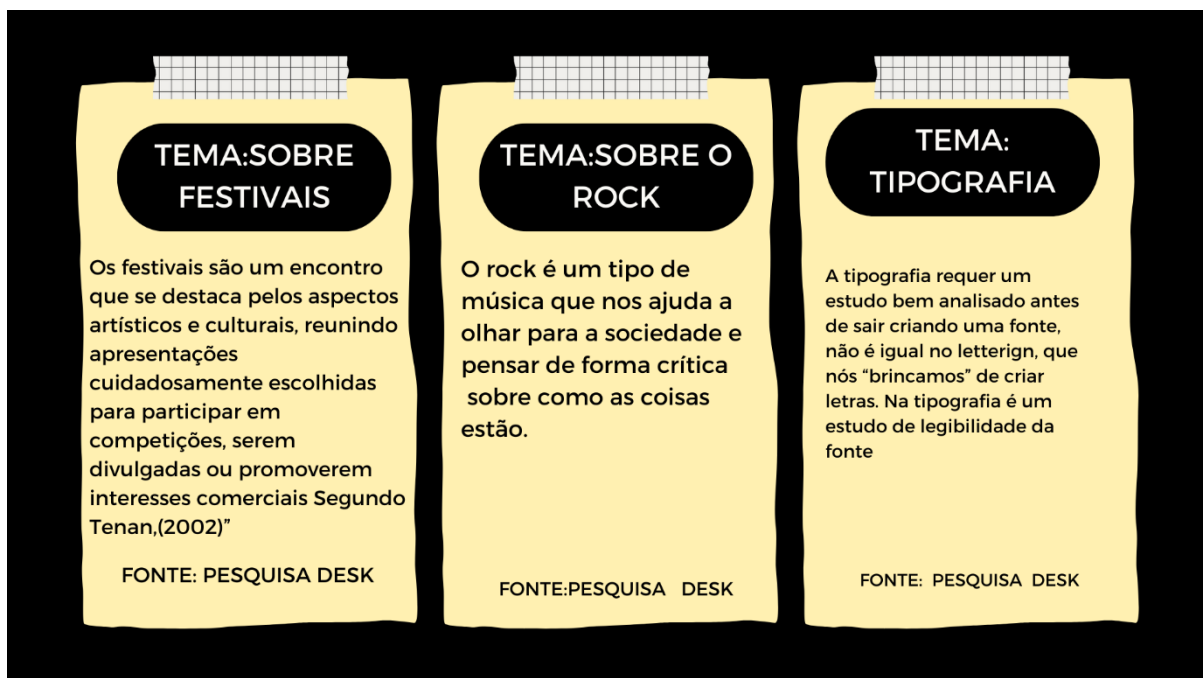 TEMA:SOBRE
FESTIVAIS
Os festivais são um encontro
que se destaca pelos aspectos
artísticos e culturais, reunindo
apresentações
cuidadosamente escolhidas
para participar em
competições, serem
divulgadas ou promoverem
interesses comerciais Segundo
Tenan,(2002)”
FONTE: PESQUISA DESK
TEMA:SOBRE O
ROCK
O rock é um tipo de
música que nos ajuda a
olhar para a sociedade e
pensar de forma crítica
sobre como as coisas
estão.
FONTE:PESQUISA DESK
TEMA:
TIPOGRAFIA
A tipografia requer um
estudo bem analisado antes
de sair criando uma fonte,
não é igual no letterign, que
nós “brincamos” de criar
letras. Na tipografia é um
estudo de legibilidade da
fonte
FONTE: PESQUISA DESK